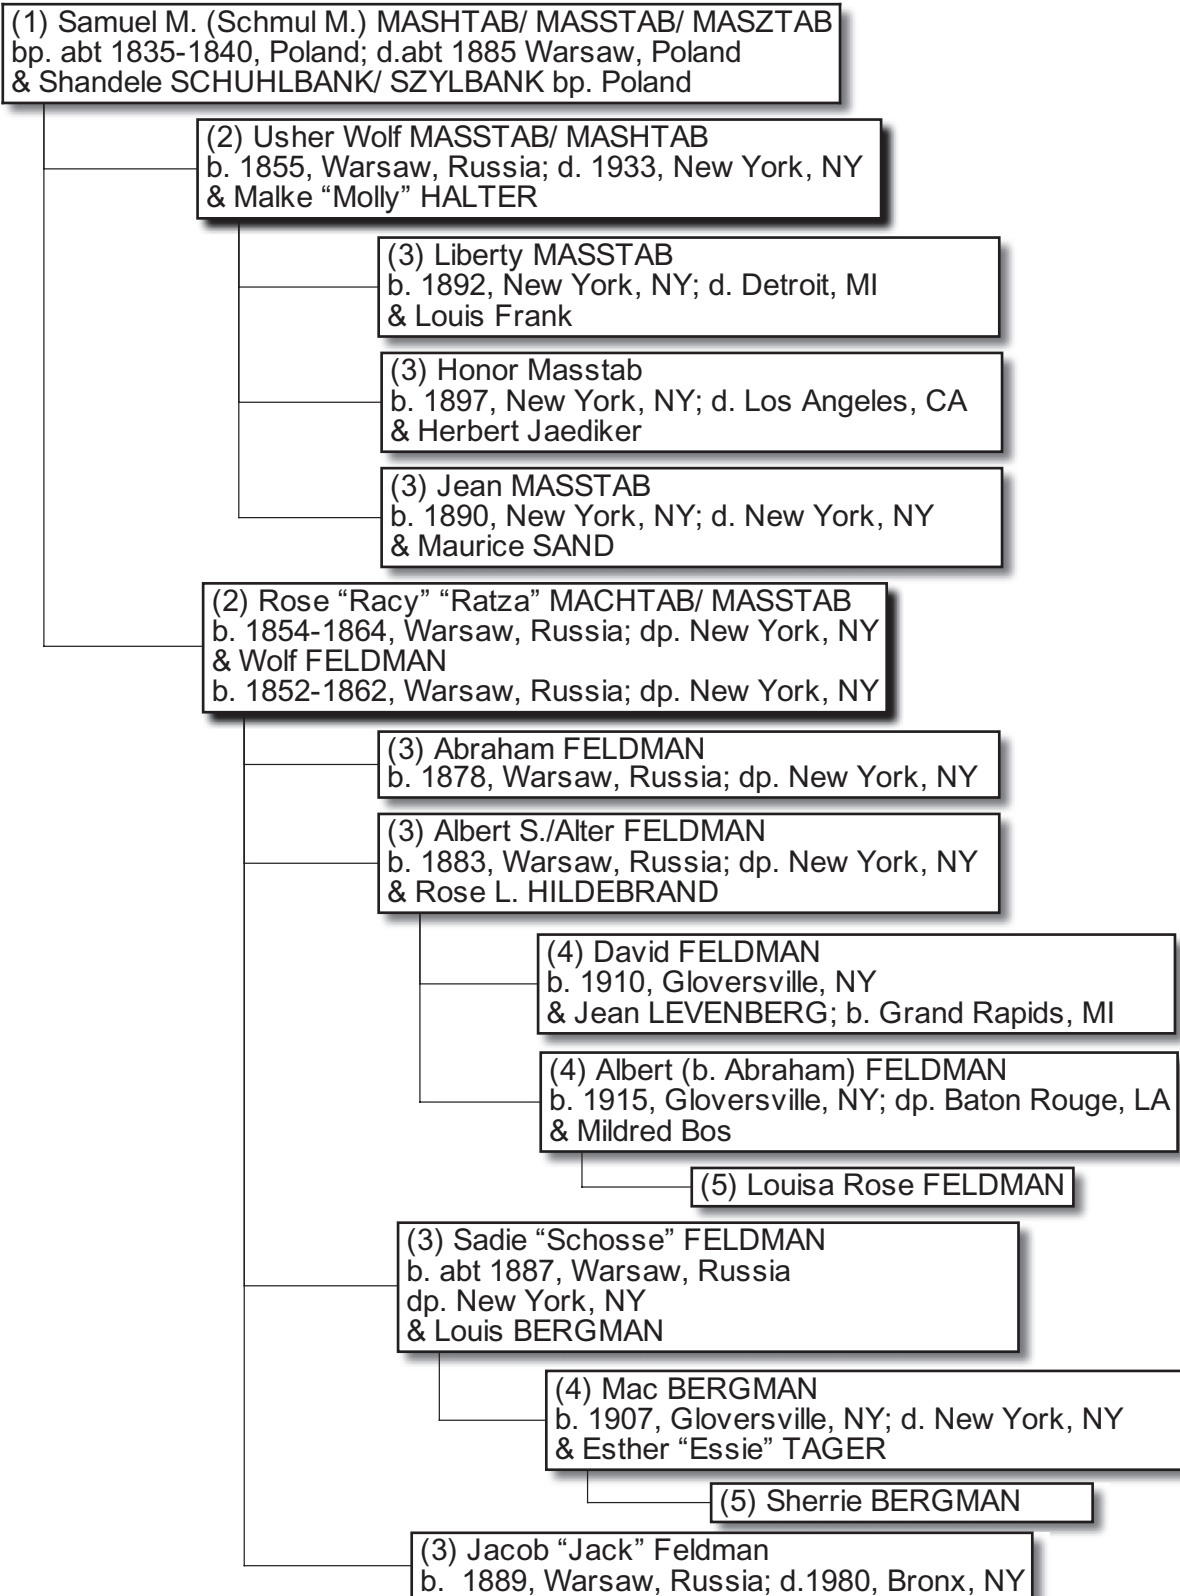 (1) Samuel M. (Schmul M.) MASHTAB/ MASSTAB/ MASZTAB
bp. abt 1835-1840, Poland; d.abt 1885 Warsaw, Poland
& Shandele SCHUHLBANK/ SZYLBANK bp. Poland
(2) Usher Wolf MASSTAB/ MASHTAB
b. 1855, Warsaw, Russia; d. 1933, New York, NY
& Malke “Molly” HALTER
(3) Liberty MASSTAB
b. 1892, New York, NY; d. Detroit, MI
& Louis Frank
(3) Honor Masstab
b. 1897, New York, NY; d. Los Angeles, CA
& Herbert Jaediker
(3) Jean MASSTAB
b. 1890, New York, NY; d. New York, NY
& Maurice SAND
(2) Rose “Racy” “Ratza” MACHTAB/ MASSTAB
b. 1854-1864, Warsaw, Russia; dp. New York, NY
& Wolf FELDMAN
b. 1852-1862, Warsaw, Russia; dp. New York, NY
(3) Abraham FELDMAN
b. 1878, Warsaw, Russia; dp. New York, NY
(3) Albert S./Alter FELDMAN
b. 1883, Warsaw, Russia; dp. New York, NY
& Rose L. HILDEBRAND
(4) David FELDMAN
b. 1910, Gloversville, NY
& Jean LEVENBERG; b. Grand Rapids, MI
(4) Albert (b. Abraham) FELDMAN
b. 1915, Gloversville, NY; dp. Baton Rouge, LA
& Mildred Bos
(5) Louisa Rose FELDMAN
(3) Sadie “Schosse” FELDMAN
b. abt 1887, Warsaw, Russia
dp. New York, NY
& Louis BERGMAN
(4) Mac BERGMAN
b. 1907, Gloversville, NY; d. New York, NY
& Esther “Essie” TAGER
(5) Sherrie BERGMAN
(3) Jacob “Jack” Feldman
b.  1889, Warsaw, Russia; d.1980, Bronx, NY